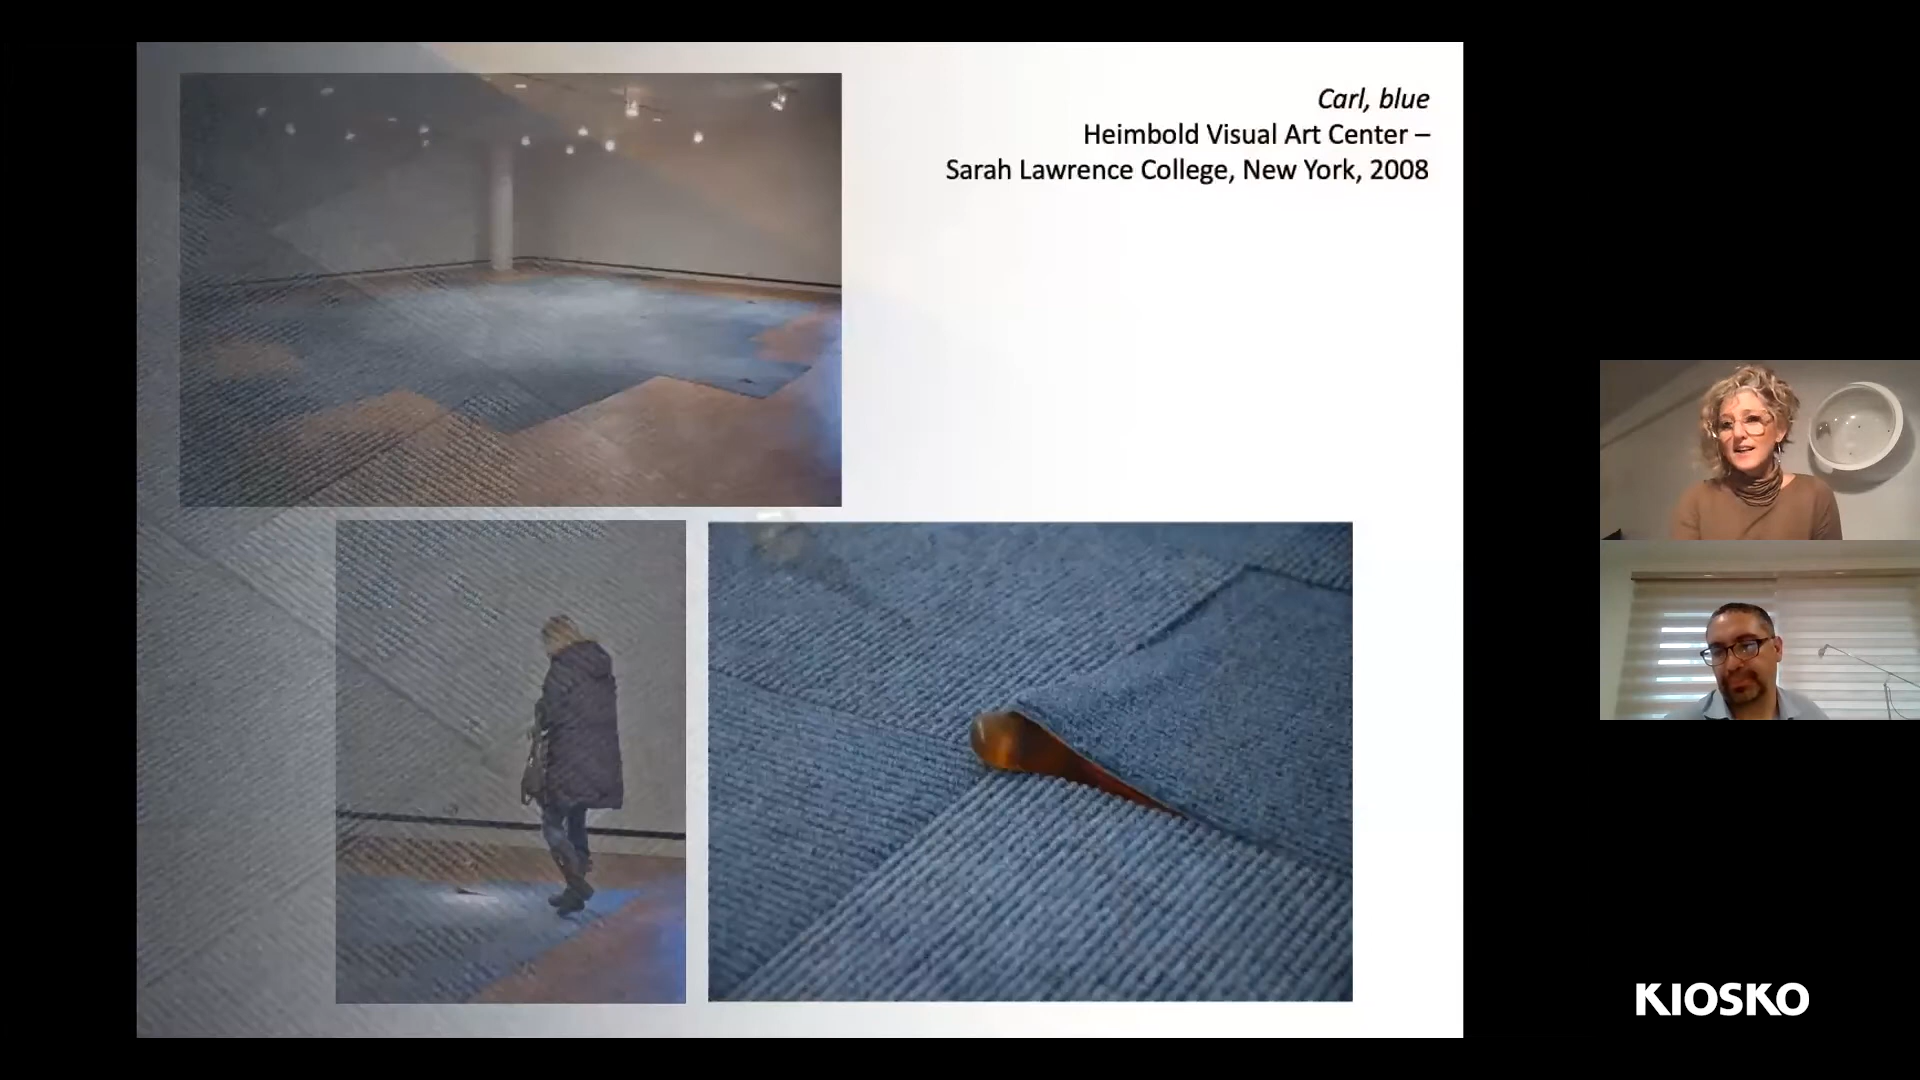 Carl, blue
Heimbold Visual Art Center –
Sarah Lawrence College, New York, 2008
KIOSKO